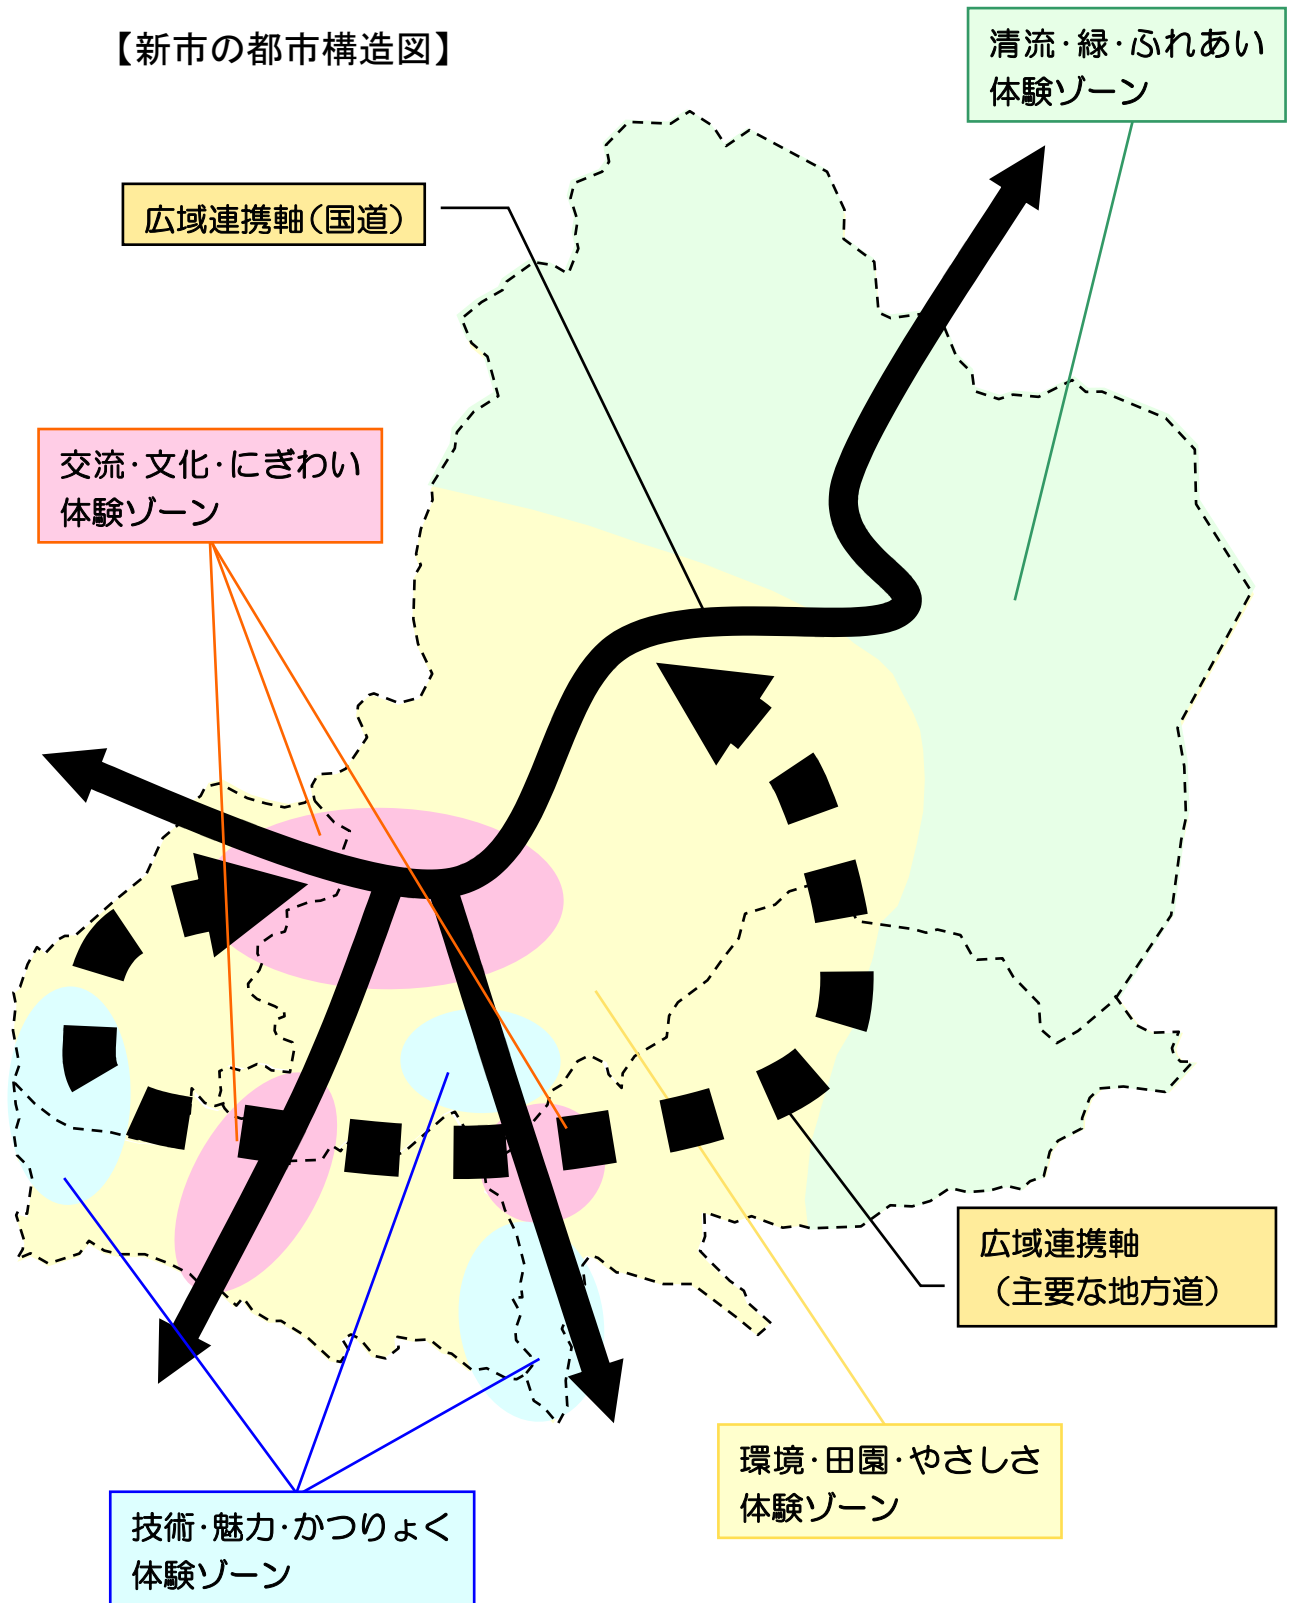 【新市の都市構造図】
清流・緑・ふれあい
体験ゾーン
広域連携軸（国道）
交流・文化・にぎわい
体験ゾーン
広域連携軸
（主要な地方道）
環境・田園・やさしさ
体験ゾーン
技術・魅力・かつりょく
体験ゾーン